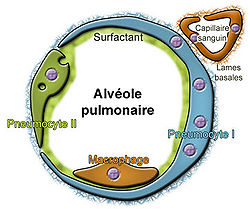 Capillaire
sanguin
Surfactant
Lames
basales
Alvéole
pulmonaire
Pneumocyte II
Pneumocyte I
Macrophage